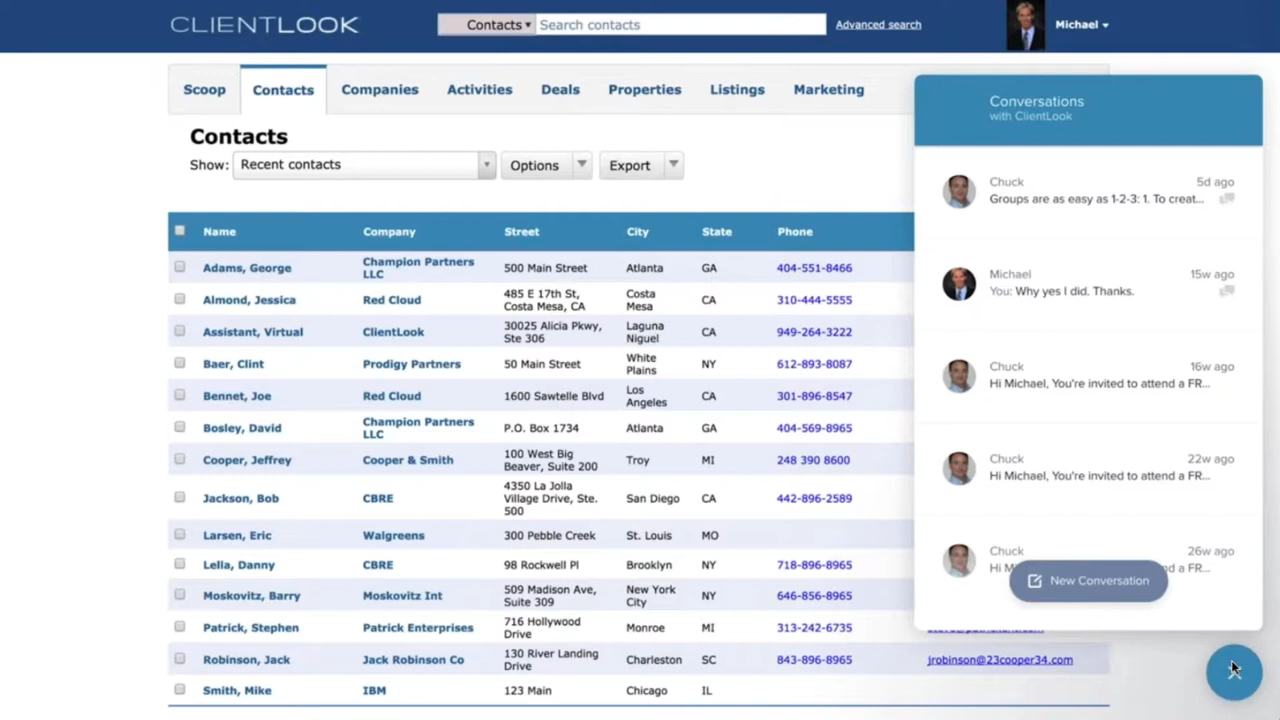 CLIENTLOOK
Contacts
Search contacts
Advanced search
Michael
Scoop
Contacts
Companies
Activities
Deals
Properties
Listings
Marketing
Contacts
Show:
Recent contacts
Options
Export
Name Company Street City State Phone
Adams, George Champion Partners LLC 500 Main Street Atlanta GA 404-551-8466
Almond, Jessica Red Cloud 485 E 17th St, Costa Mesa, CA Costa Mesa CA 310-444-5555
Assistant, Virtual ClientLook 30025 Alicia Pkwy, Ste 306 Laguna Niguel CA 949-264-3222
Baer, Clint Prodigy Partners 50 Main Street White Plains NY 612-893-8087
Bennet, Joe Red Cloud 1600 Sawtelle Blvd Los Angeles CA 301-896-8547
Bosley, David Champion Partners LLC P.O. Box 1734 Atlanta GA 404-569-8965
Cooper, Jeffrey Cooper & Smith 100 West Big Beaver, Suite 200 Troy MI 248 390 8600
Jackson, Bob CBRE 4350 La Jolla Village Drive, Ste. 500 San Diego CA 442-896-2589
Larsen, Eric Walgreens 300 Pebble Creek St. Louis MO
Lella, Danny CBRE 98 Rockwell Pl Brooklyn NY 718-896-8965
Moskovitz, Barry Moskovitz Int 509 Madison Ave, Suite 309 New York City NY 646-856-8965
Patrick, Stephen Patrick Enterprises 716 Hollywood Drive Monroe MI 313-242-6735
Robinson, Jack Jack Robinson Co 130 River Landing Drive Charleston SC 843-896-8965 jrobinson@23cooper34.com
Smith, Mike IBM 123 Main Chicago IL
Conversations
with ClientLook
Chuck 5d ago
Groups are as easy as 1-2-3: 1. To creat...
Michael 15w ago
You: Why yes I did. Thanks.
Chuck 16w ago
Hi Michael, You're invited to attend a FR...
Chuck 22w ago
Hi Michael, You're invited to attend a FR...
Chuck 26w ago
New Conversation